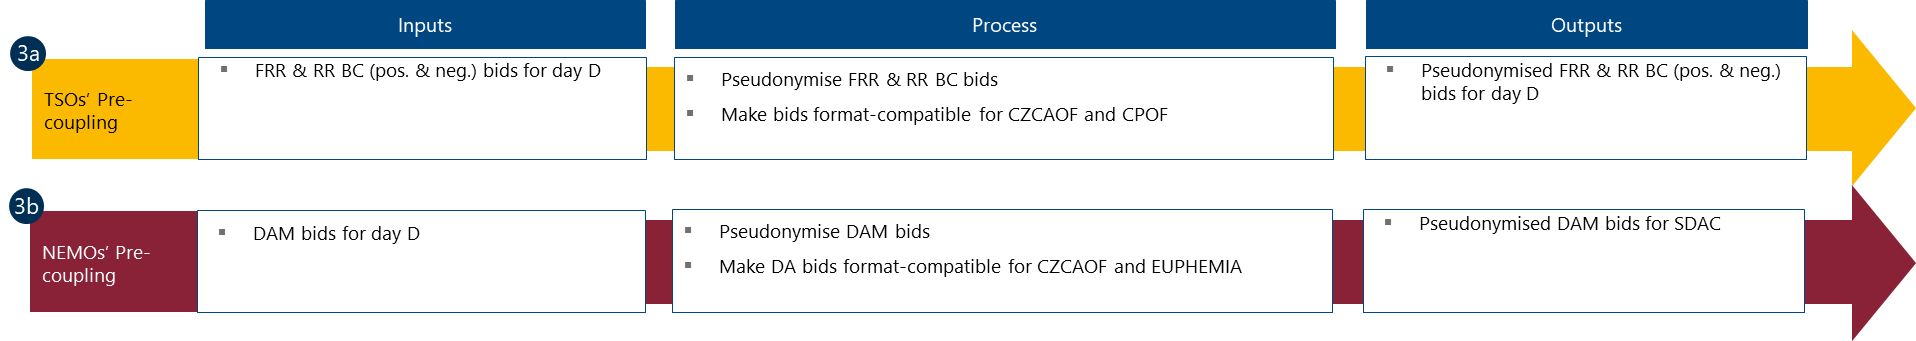 Inputs
Process
Outputs
3a
TSOs’ Pre-
coupling
▪ FRR & RR BC (pos. & neg.) bids for day D
▪ Pseudonymise FRR & RR BC bids
▪ Make bids format-compatible for CZCAOF and CPOF
▪ Pseudonymised FRR & RR BC (pos. & neg.)
bids for day D
3b
NEMOs’ Pre-
coupling
▪ DAM bids for day D
▪ Pseudonymise DAM bids
▪ Make DA bids format-compatible for CZCAOF and EUPHEMIA
▪ Pseudonymised DAM bids for SDAC